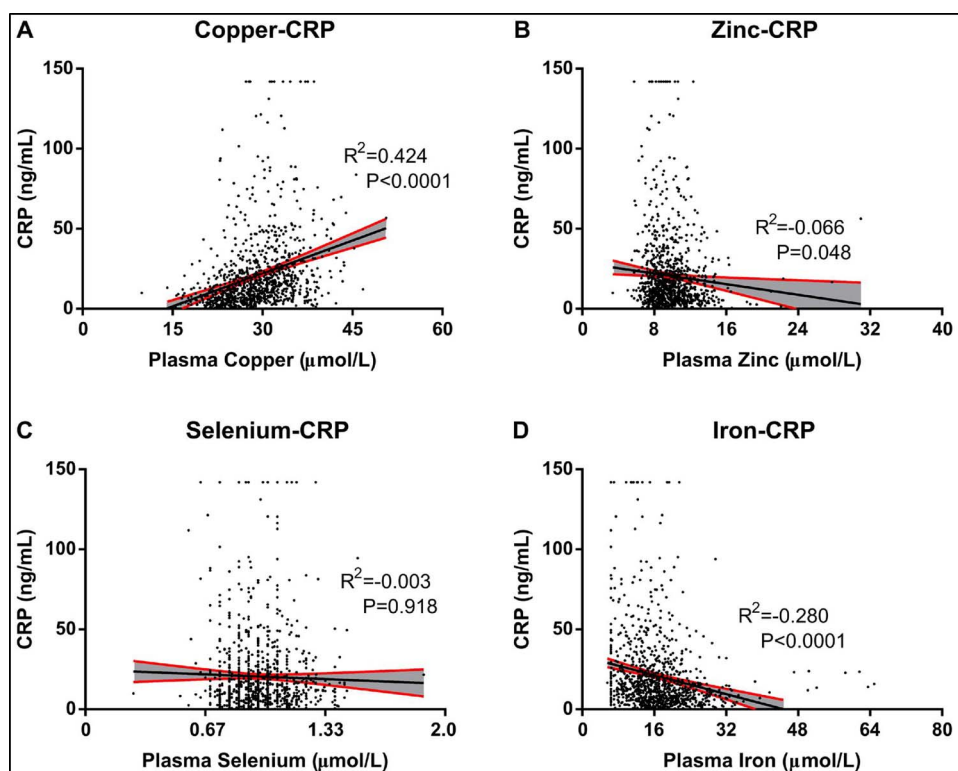 A
Copper-CRP
150
100
50
0
CRP (ng/mL)
R²=0.424
P<0.0001
0 15 30 45 60
Plasma Copper (μmol/L)
B
Zinc-CRP
150
100
50
0
CRP (ng/mL)
R²=-0.066
P=0.048
0 8 16 24 32 40
Plasma Zinc (μmol/L)
C
Selenium-CRP
150
100
50
0
CRP (ng/mL)
R²=-0.003
P=0.918
0 0.67 1.33 2.0
Plasma Selenium (μmol/L)
D
Iron-CRP
150
100
50
0
CRP (ng/mL)
R²=-0.280
P<0.0001
0 16 32 48 64 80
Plasma Iron (μmol/L)